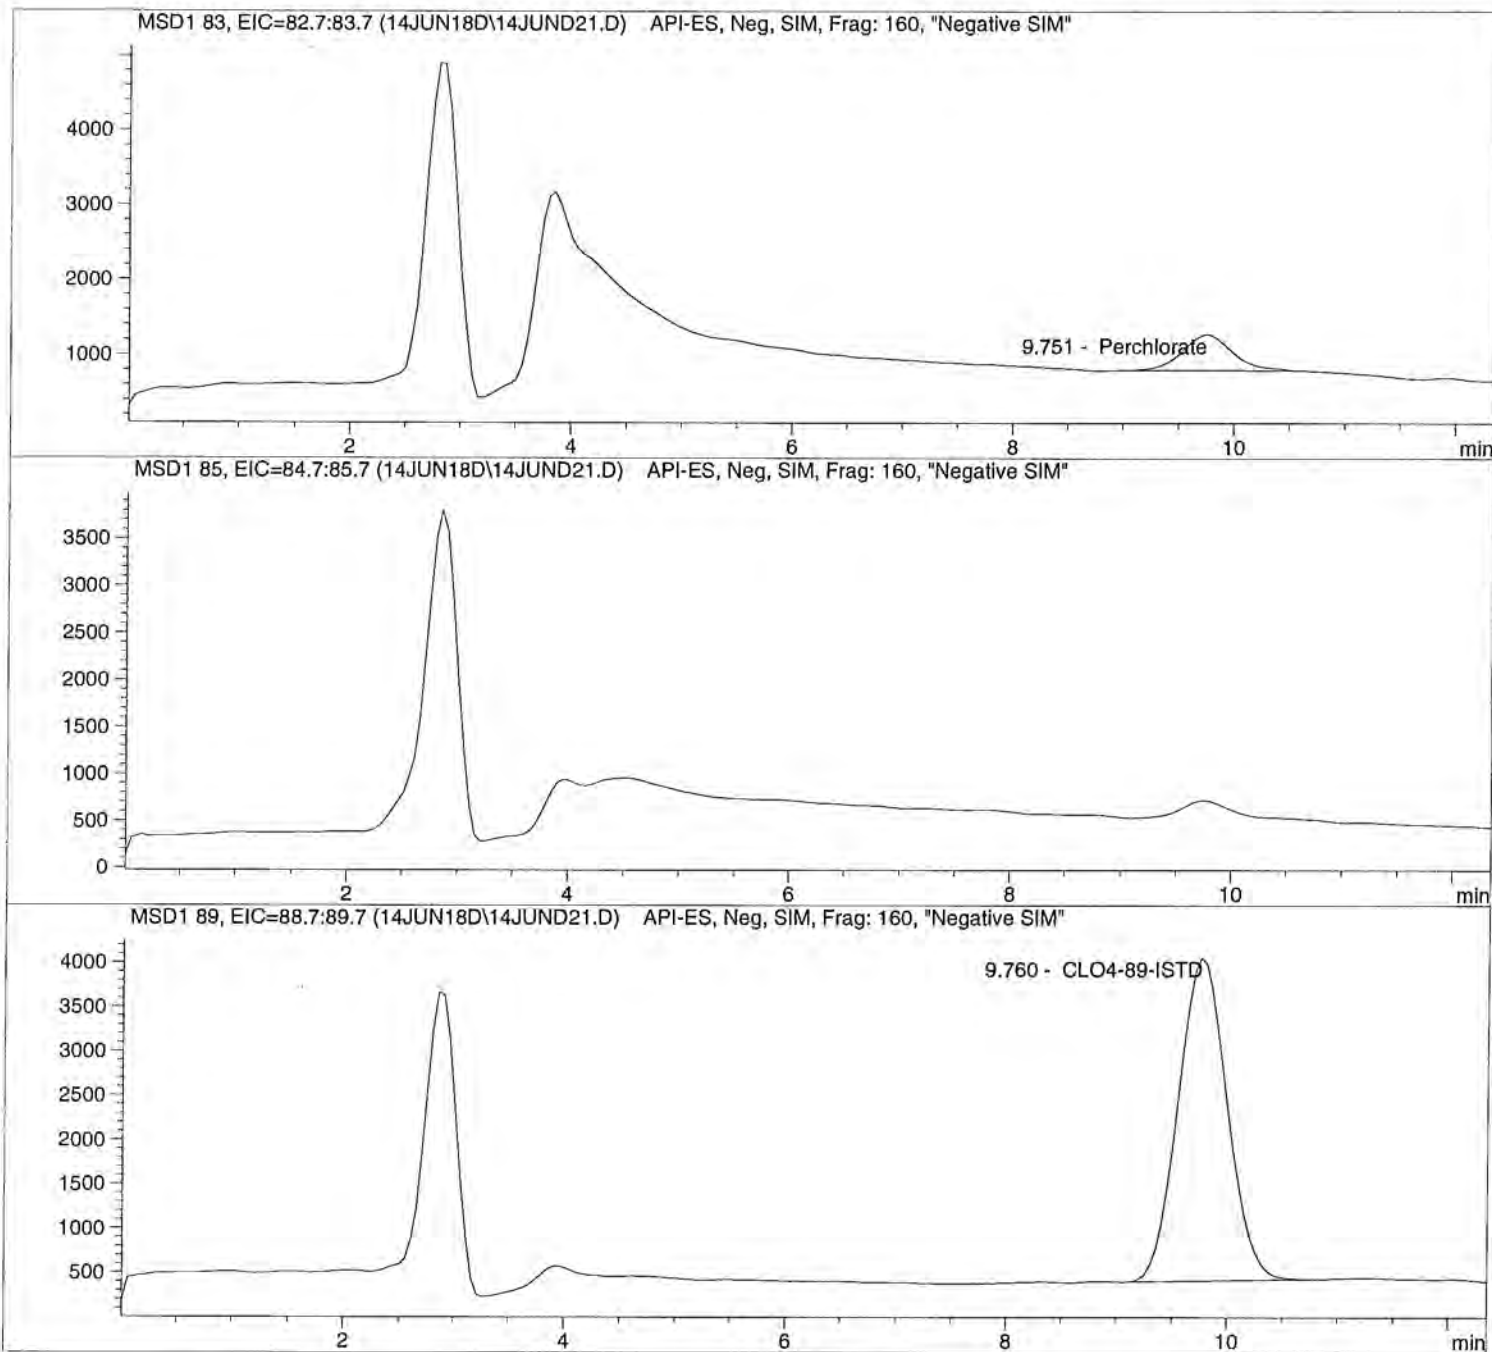 MSD1 83, EIC=82.7:83.7 (14JUN18D\14JUND21.D) API-ES, Neg, SIM, Frag: 160, "Negative SIM"
4000
3000
2000
1000
9.751 - Perchlorate
2 4 6 8 10 min
MSD1 85, EIC=84.7:85.7 (14JUN18D\14JUND21.D) API-ES, Neg, SIM, Frag: 160, "Negative SIM"
3500
3000
2500
2000
1500
1000
500
0
2 4 6 8 10 min
MSD1 89, EIC=88.7:89.7 (14JUN18D\14JUND21.D) API-ES, Neg, SIM, Frag: 160, "Negative SIM"
4000
9.760 - CLO4-89-ISTD
3500
3000
2500
2000
1500
1000
500
2 4 6 8 10 min